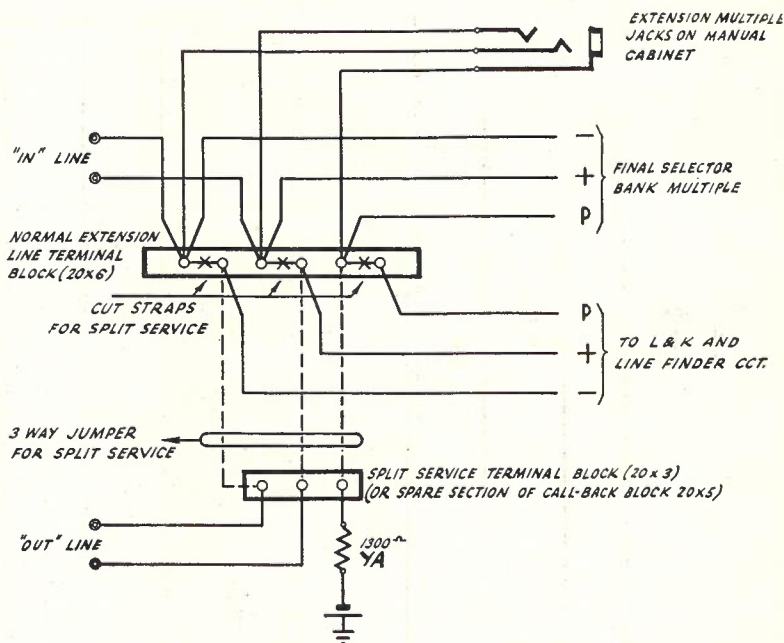 EXTENSION MULTIPLE
JACKS ON MANUAL
CABINET
"IN" LINE
−
+
P
FINAL SELECTOR
BANK MULTIPLE
NORMAL EXTENSION
LINE TERMINAL
BLOCK (20x6)
CUT STRAPS
FOR SPLIT SERVICE
P
+
−
TO L & K AND
LINE FINDER CCT.
3 WAY JUMPER
FOR SPLIT SERVICE
SPLIT SERVICE TERMINAL BLOCK (20 x 3)
(OR SPARE SECTION OF CALL-BACK BLOCK 20x5)
"OUT" LINE
1300 Ω
YA